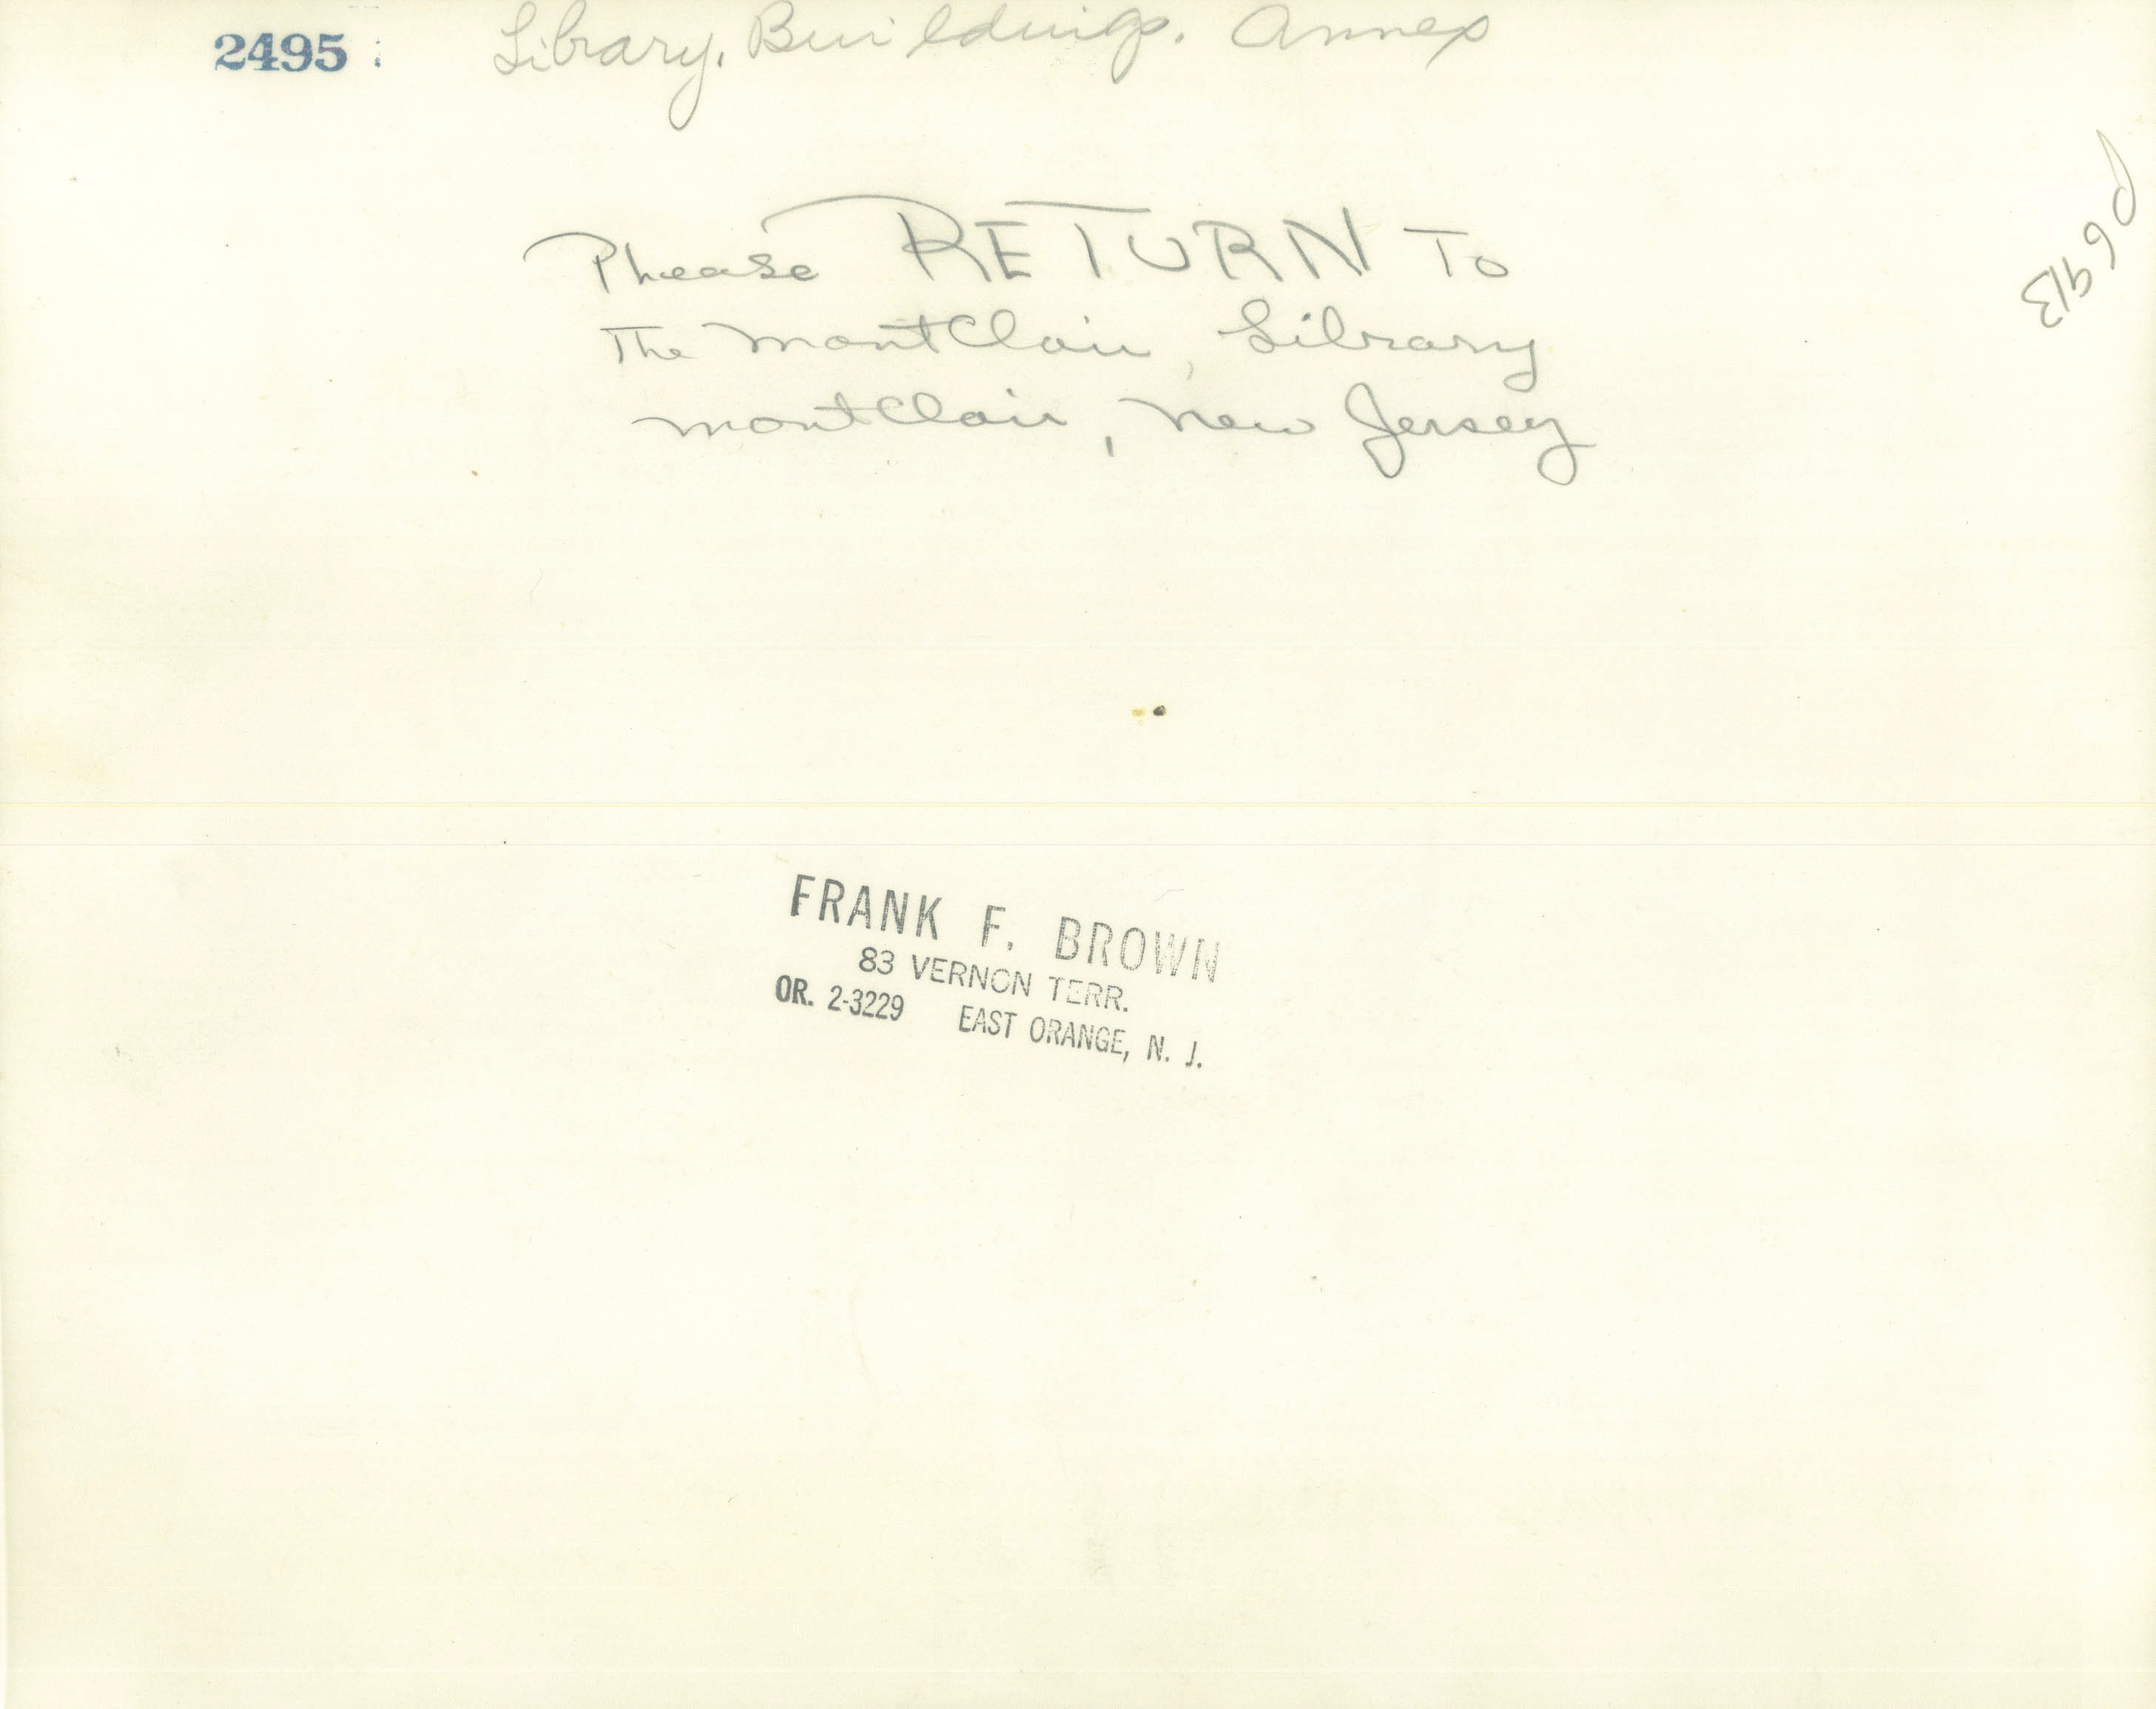 2495
Library. Buildings. Annex
Please RETURN To
The MontClair, Library
MontClair, New Jersey
P6913
FRANK F. BROWN
83 VERNON TERR.
OR. 2-3229 EAST ORANGE, N. J.